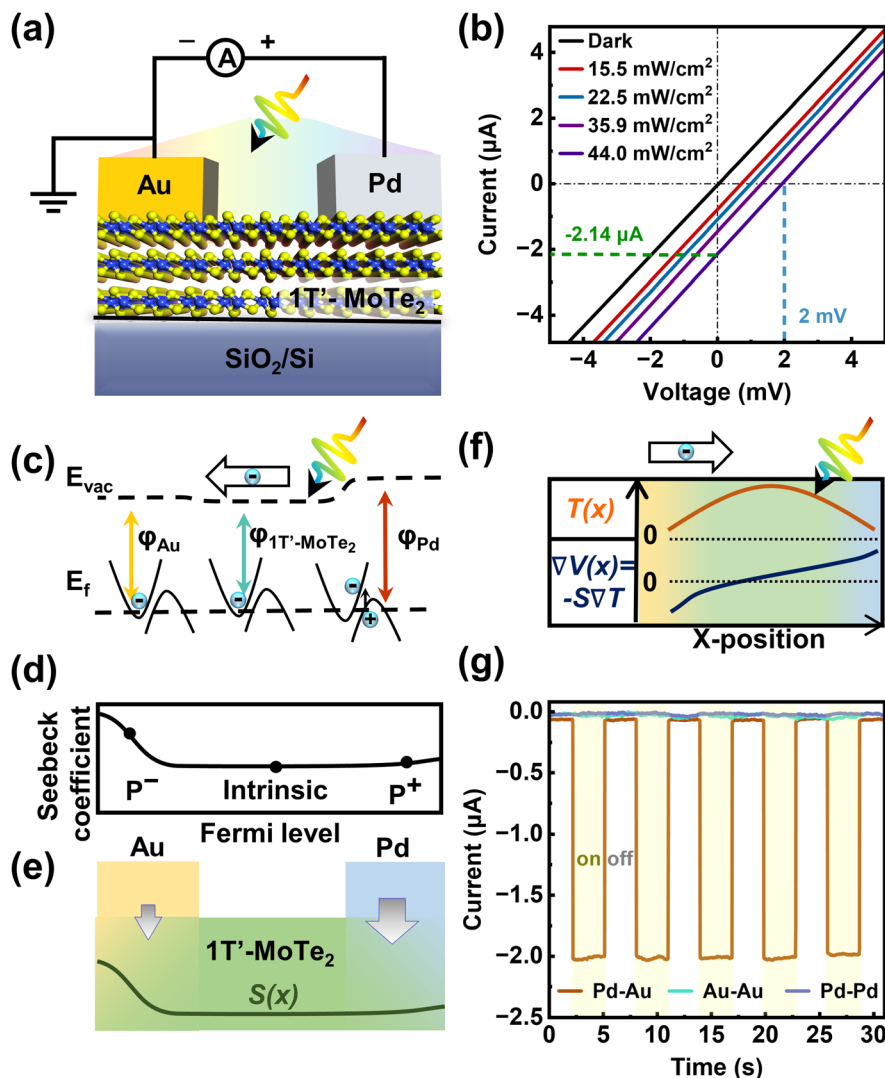 (a)
− A +
Au
Pd
1T’- MoTe₂
SiO₂/Si
(b)
Dark
15.5 mW/cm²
22.5 mW/cm²
35.9 mW/cm²
44.0 mW/cm²
-2.14 µA
2 mV
Current (µA)
4
2
0
−2
−4
−4 −2 0 2 4
Voltage (mV)
(c)
Evac
φAu
φ1T’-MoTe₂
φPd
Ef
(d)
Seebeck
coefficient
P⁻
Intrinsic
P⁺
Fermi level
(e)
Au
Pd
1T’-MoTe₂
S(x)
(f)
T(x)
0
∇V(x)=
-S∇T
0
X-position
(g)
Current (µA)
0.0
−0.5
−1.0
−1.5
−2.0
−2.5
on off
Pd-Au Au-Au Pd-Pd
0 5 10 15 20 25 30
Time (s)